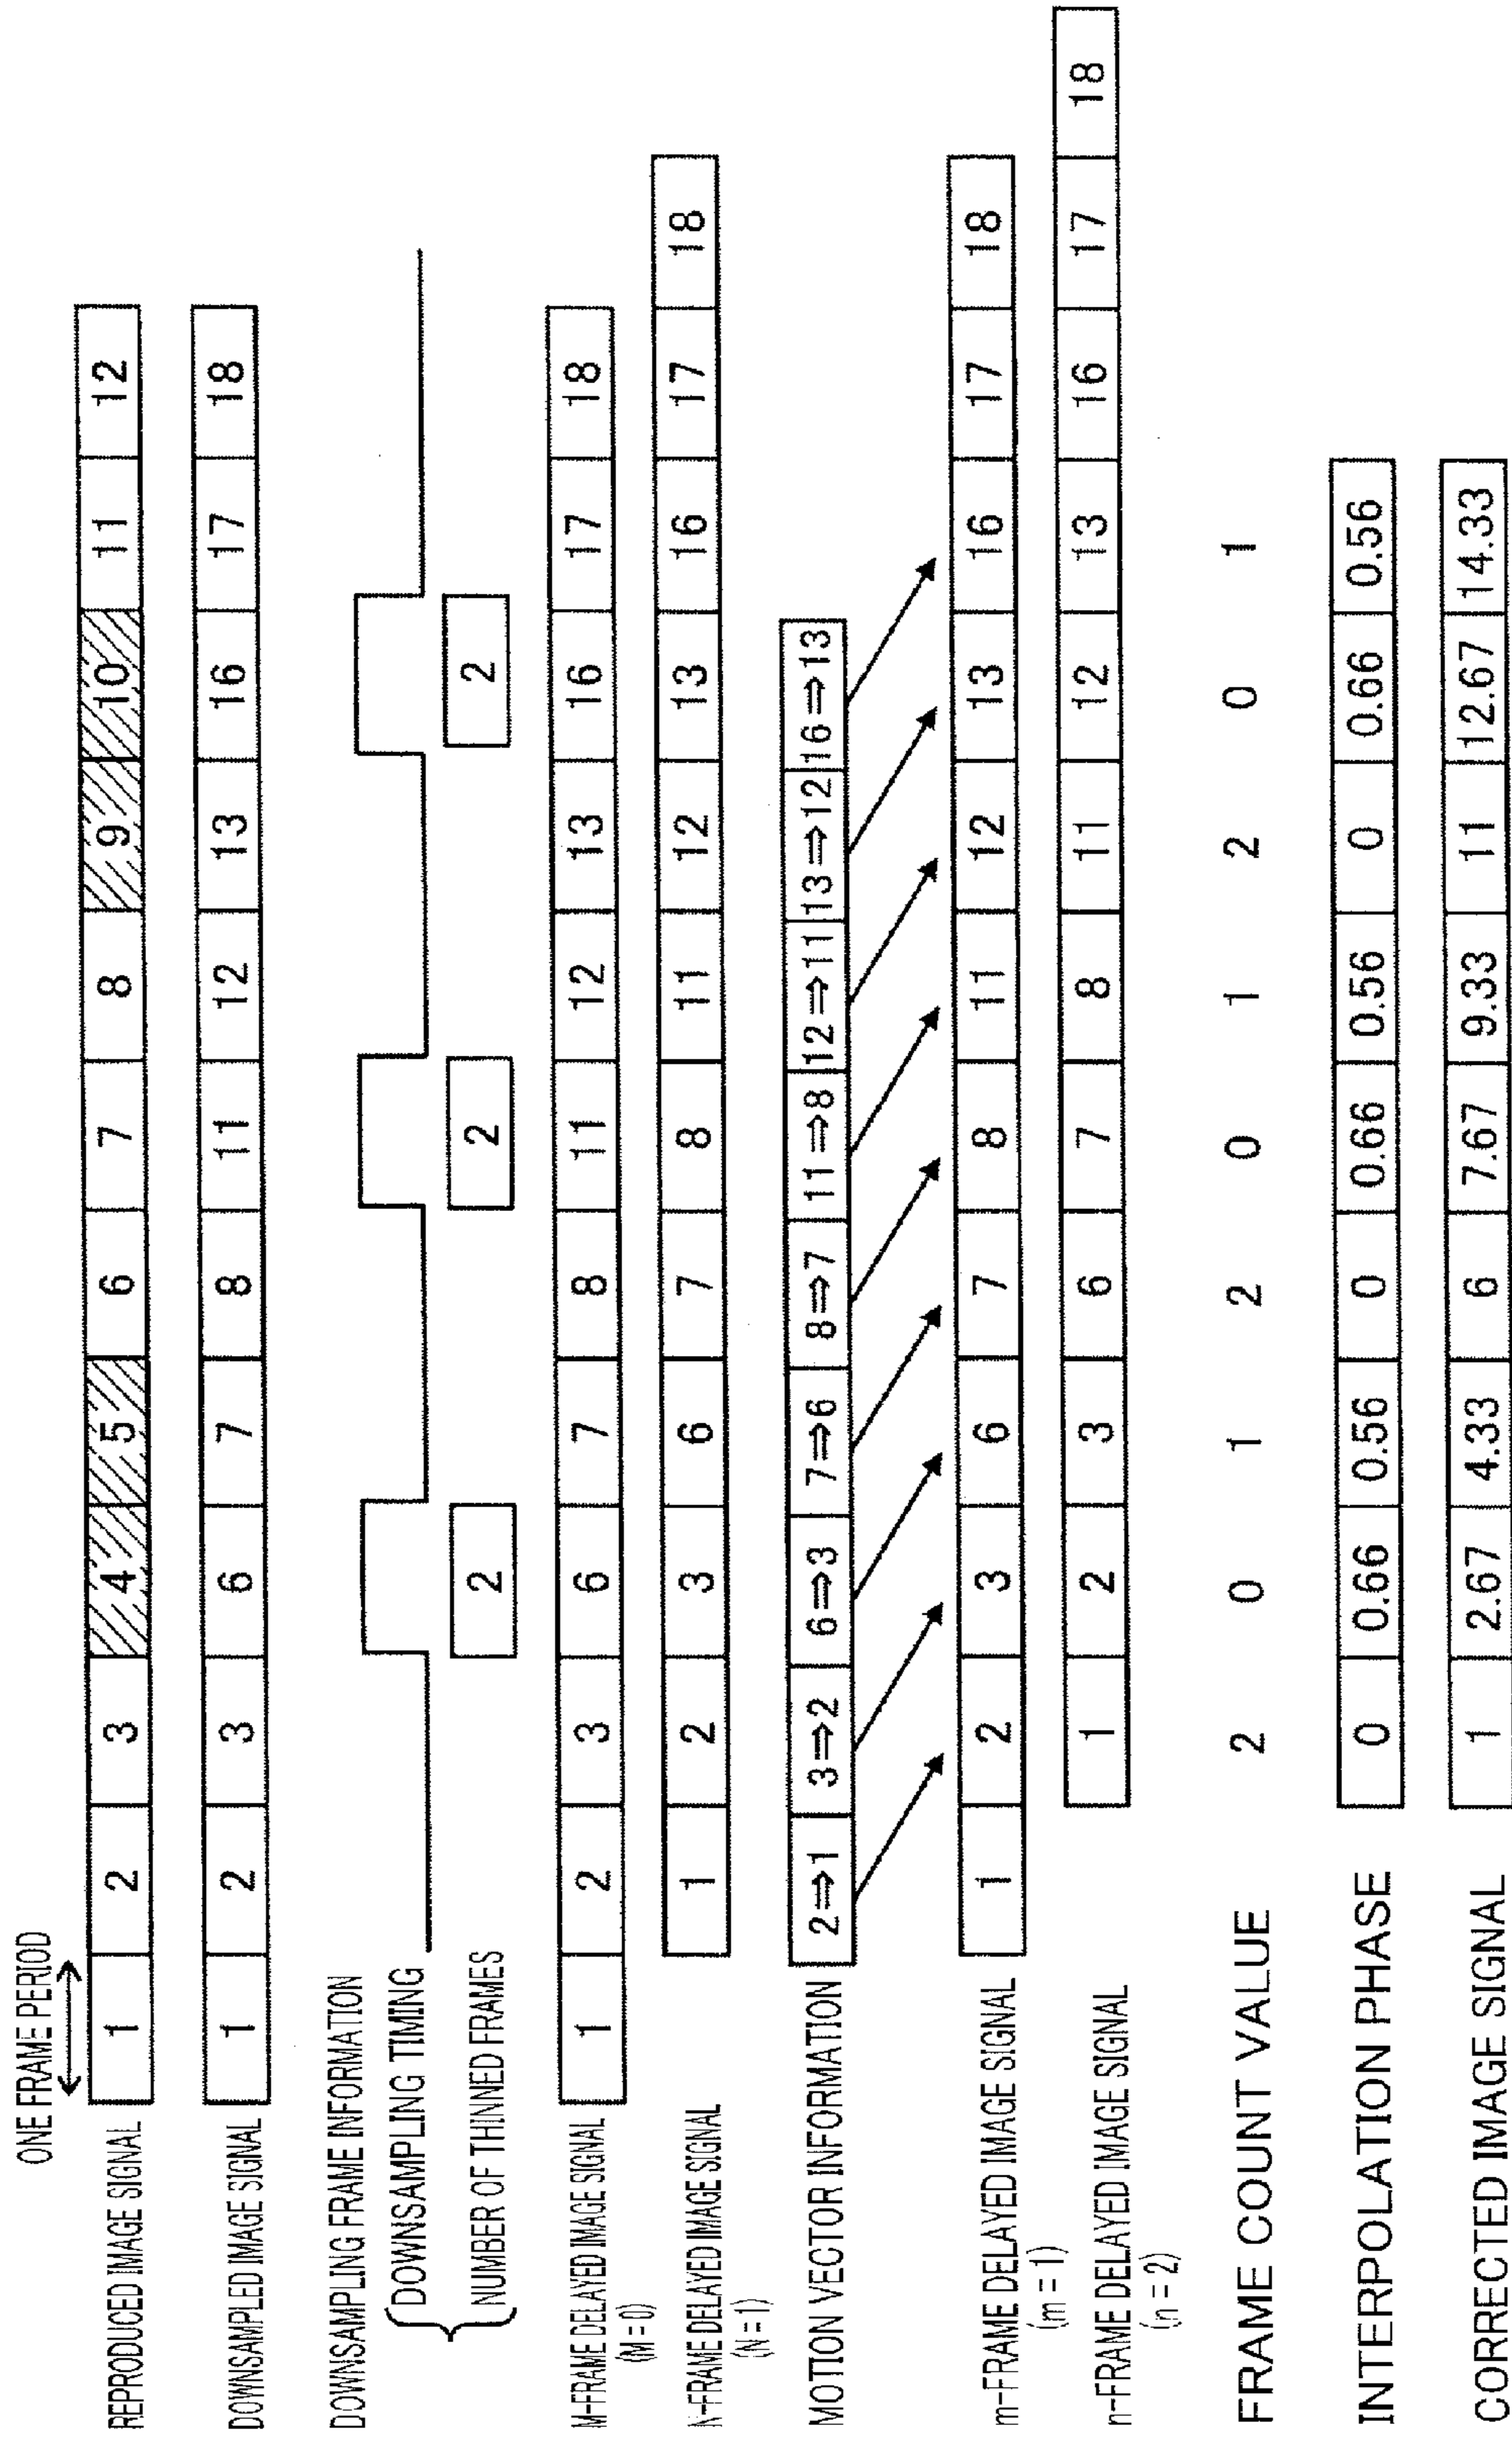 ONE FRAME PERIOD
REPRODUCED IMAGE SIGNAL 1 2 3 4 5 6 7 8 9 10 11 12
DOWNSAMPLED IMAGE SIGNAL 1 2 3 6 7 8 11 12 13 16 17 18
DOWNSAMPLING FRAME INFORMATION
DOWNSAMPLING TIMING
NUMBER OF THINNED FRAMES 2 2 2
M-FRAME DELAYED IMAGE SIGNAL 1 2 3 6 7 8 11 12 13 16 17 18
(M = 0)
N-FRAME DELAYED IMAGE SIGNAL 1 2 3 6 7 8 11 12 13 16 17 18
(N = 1)
MOTION VECTOR INFORMATION 2⇒1 3⇒2 6⇒3 7⇒6 8⇒7 11⇒8 12⇒11 13⇒12 16⇒13
m-FRAME DELAYED IMAGE SIGNAL 1 2 3 6 7 8 11 12 13 16 17 18
(m = 1)
n-FRAME DELAYED IMAGE SIGNAL 1 2 3 6 7 8 11 12 13 16 17 18
(n = 2)
FRAME COUNT VALUE 2 0 1 2 0 1 2 0 1
INTERPOLATION PHASE 0 0.66 0.56 0 0.66 0.56 0 0.66 0.56
CORRECTED IMAGE SIGNAL 1 2.67 4.33 6 7.67 9.33 11 12.67 14.33